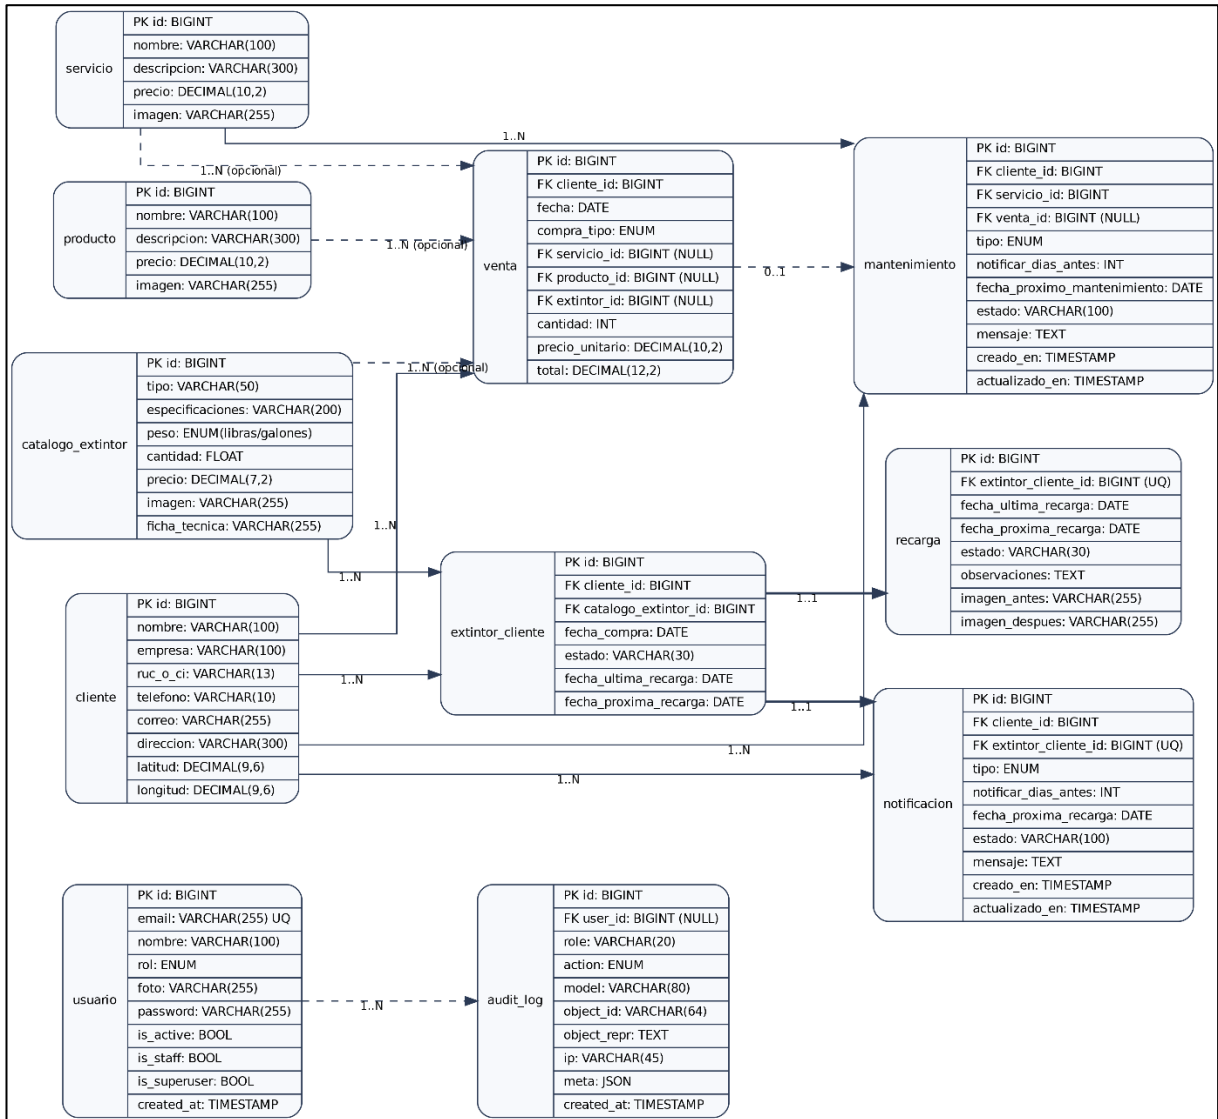 servicio
PK id: BIGINT
nombre: VARCHAR(100)
descripcion: VARCHAR(300)
precio: DECIMAL(10,2)
imagen: VARCHAR(255)
1..N
1..N (opcional)
producto
PK id: BIGINT
nombre: VARCHAR(100)
descripcion: VARCHAR(300)
precio: DECIMAL(10,2)
imagen: VARCHAR(255)
1..N (opcional)
venta
PK id: BIGINT
FK cliente_id: BIGINT
fecha: DATE
compra_tipo: ENUM
FK servicio_id: BIGINT (NULL)
FK producto_id: BIGINT (NULL)
FK extintor_id: BIGINT (NULL)
cantidad: INT
precio_unitario: DECIMAL(10,2)
total: DECIMAL(12,2)
0..1
mantenimiento
PK id: BIGINT
FK cliente_id: BIGINT
FK servicio_id: BIGINT
FK venta_id: BIGINT (NULL)
tipo: ENUM
notificar_dias_antes: INT
fecha_proximo_mantenimiento: DATE
estado: VARCHAR(100)
mensaje: TEXT
creado_en: TIMESTAMP
actualizado_en: TIMESTAMP
catalogo_extintor
PK id: BIGINT
tipo: VARCHAR(50)
especificaciones: VARCHAR(200)
peso: ENUM(libras/galones)
cantidad: FLOAT
precio: DECIMAL(7,2)
imagen: VARCHAR(255)
ficha_tecnica: VARCHAR(255)
1..N (opcional)
1..N
1..N
extintor_cliente
PK id: BIGINT
FK cliente_id: BIGINT
FK catalogo_extintor_id: BIGINT
fecha_compra: DATE
estado: VARCHAR(30)
fecha_ultima_recarga: DATE
fecha_proxima_recarga: DATE
1..1
1..1
recarga
PK id: BIGINT
FK extintor_cliente_id: BIGINT (UQ)
fecha_ultima_recarga: DATE
fecha_proxima_recarga: DATE
estado: VARCHAR(30)
observaciones: TEXT
imagen_antes: VARCHAR(255)
imagen_despues: VARCHAR(255)
cliente
PK id: BIGINT
nombre: VARCHAR(100)
empresa: VARCHAR(100)
ruc_o_ci: VARCHAR(13)
telefono: VARCHAR(10)
correo: VARCHAR(255)
direccion: VARCHAR(300)
latitud: DECIMAL(9,6)
longitud: DECIMAL(9,6)
1..N
1..N
1..N
notificacion
PK id: BIGINT
FK cliente_id: BIGINT
FK extintor_cliente_id: BIGINT (UQ)
tipo: ENUM
notificar_dias_antes: INT
fecha_proxima_recarga: DATE
estado: VARCHAR(100)
mensaje: TEXT
creado_en: TIMESTAMP
actualizado_en: TIMESTAMP
usuario
PK id: BIGINT
email: VARCHAR(255) UQ
nombre: VARCHAR(100)
rol: ENUM
foto: VARCHAR(255)
password: VARCHAR(255)
is_active: BOOL
is_staff: BOOL
is_superuser: BOOL
created_at: TIMESTAMP
1..N
audit_log
PK id: BIGINT
FK user_id: BIGINT (NULL)
role: VARCHAR(20)
action: ENUM
model: VARCHAR(80)
object_id: VARCHAR(64)
object_repr: TEXT
ip: VARCHAR(45)
meta: JSON
created_at: TIMESTAMP